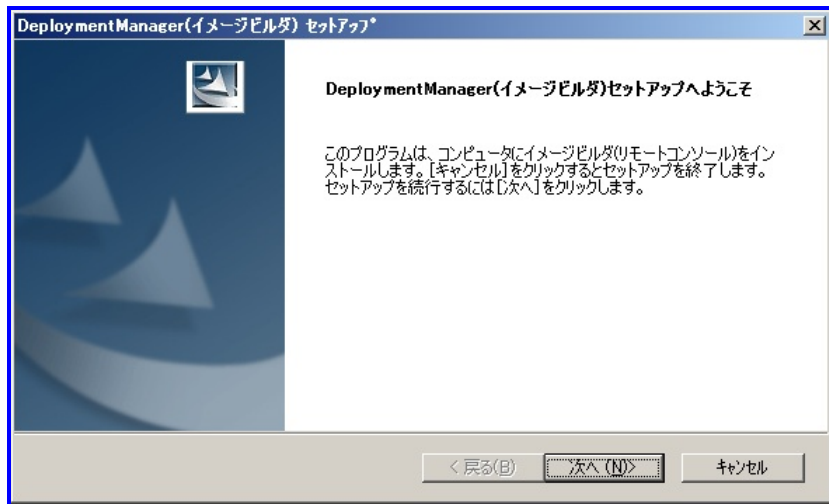 DeploymentManager(イメージビルダ) セットアップ
DeploymentManager(イメージビルダ)セットアップへようこそ
このプログラムは、コンピュータにイメージビルダ(リモートコンソール)をイン
ストールします。[キャンセル]をクリックするとセットアップを終了します。
セットアップを続行するには[次へ]をクリックします。
< 戻る(B)
次へ (N)>
キャンセル